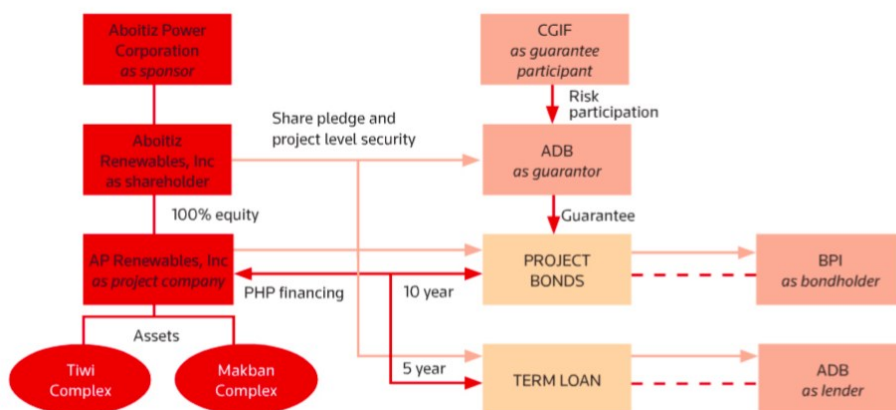 Aboitiz Power
Corporation
as sponsor
CGIF
as guarantee
participant
Share pledge and
project level security
Risk
participation
Aboitiz
Renewables, Inc
as shareholder
ADB
as guarantor
100% equity
Guarantee
AP Renewables, Inc
as project company
PROJECT
BONDS
BPI
as bondholder
PHP financing
10 year
Assets
Tiwi
Complex
Makban
Complex
5 year
TERM LOAN
ADB
as lender